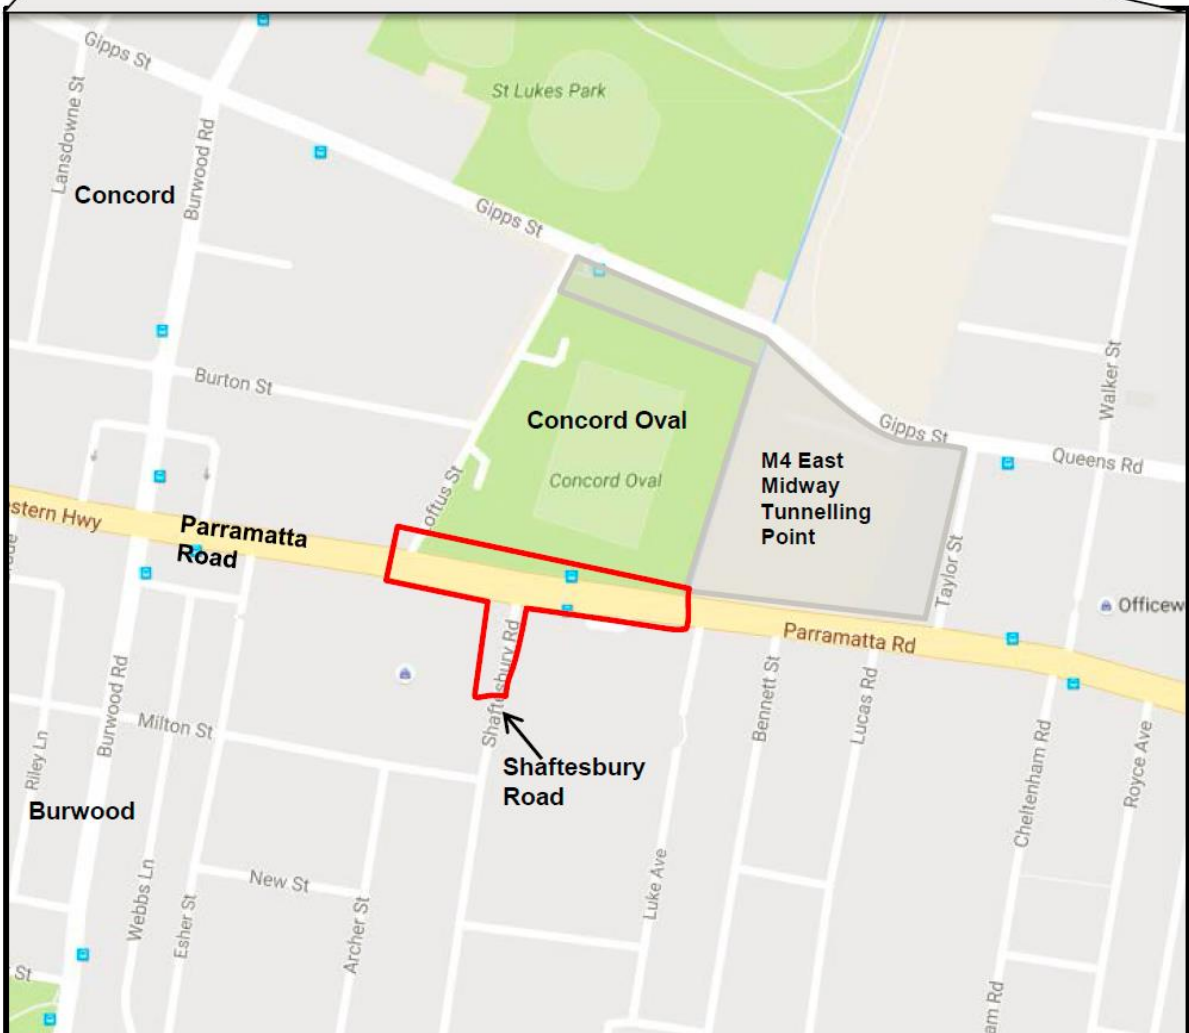 Gipps St
Lansdowne St
Burwood Rd
St Lukes Park
Concord
Gipps St
Burton St
Concord Oval
Concord Oval
M4 East
Midway
Tunnelling
Point
Gipps St
Queens Rd
Walker St
Taylor St
oftus St
stern Hwy
Parramatta
Road
Officew
Parramatta Rd
Shaftesbury Rd
Shaftesbury
Road
Bennett St
Lucas Rd
Cheltenham Rd
Royce Ave
Milton St
Burwood Rd
Riley Ln
Burwood
Webbs Ln
Esher St
New St
Archer St
Luke Ave
St
am Rd